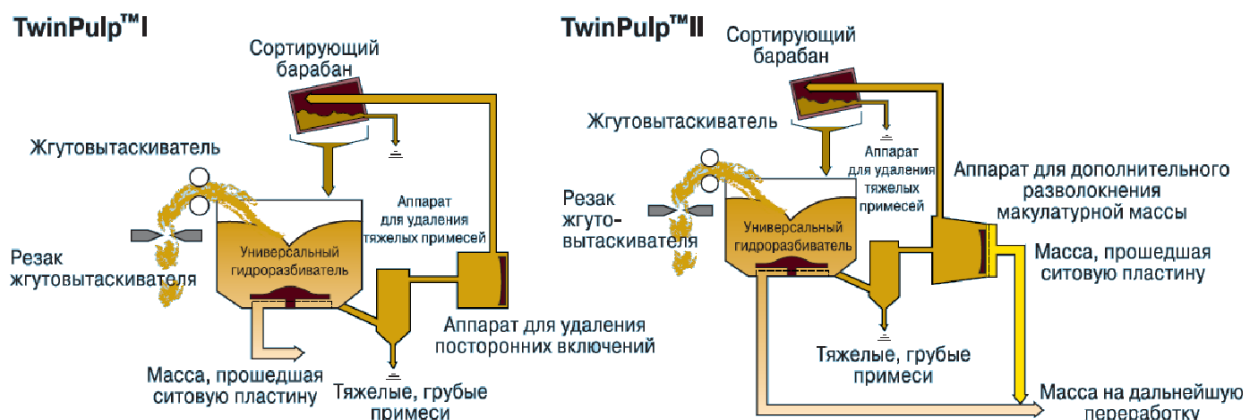 TwinPulp™I
Сортирующий
барабан
Жгутовытаскиватель
Резак
жгутовытаскивателя
Аппарат
для удаления
тяжелых примесей
Универсальный
гидроразбиватель
Аппарат для удаления
посторонних включений
Масса, прошедшая
ситовую пластину
Тяжелые, грубые
примеси
TwinPulp™II
Сортирующий
барабан
Жгутовытаскиватель
Резак
жгуто-
вытаскивателя
Аппарат
для удаления
тяжелых
примесей
Универсальный
гидроразбиватель
Аппарат для дополнительного
разволокнения
макулатурной массы
Масса, прошедшая
ситовую пластину
Тяжелые, грубые
примеси
Масса на дальнейшую
переработку